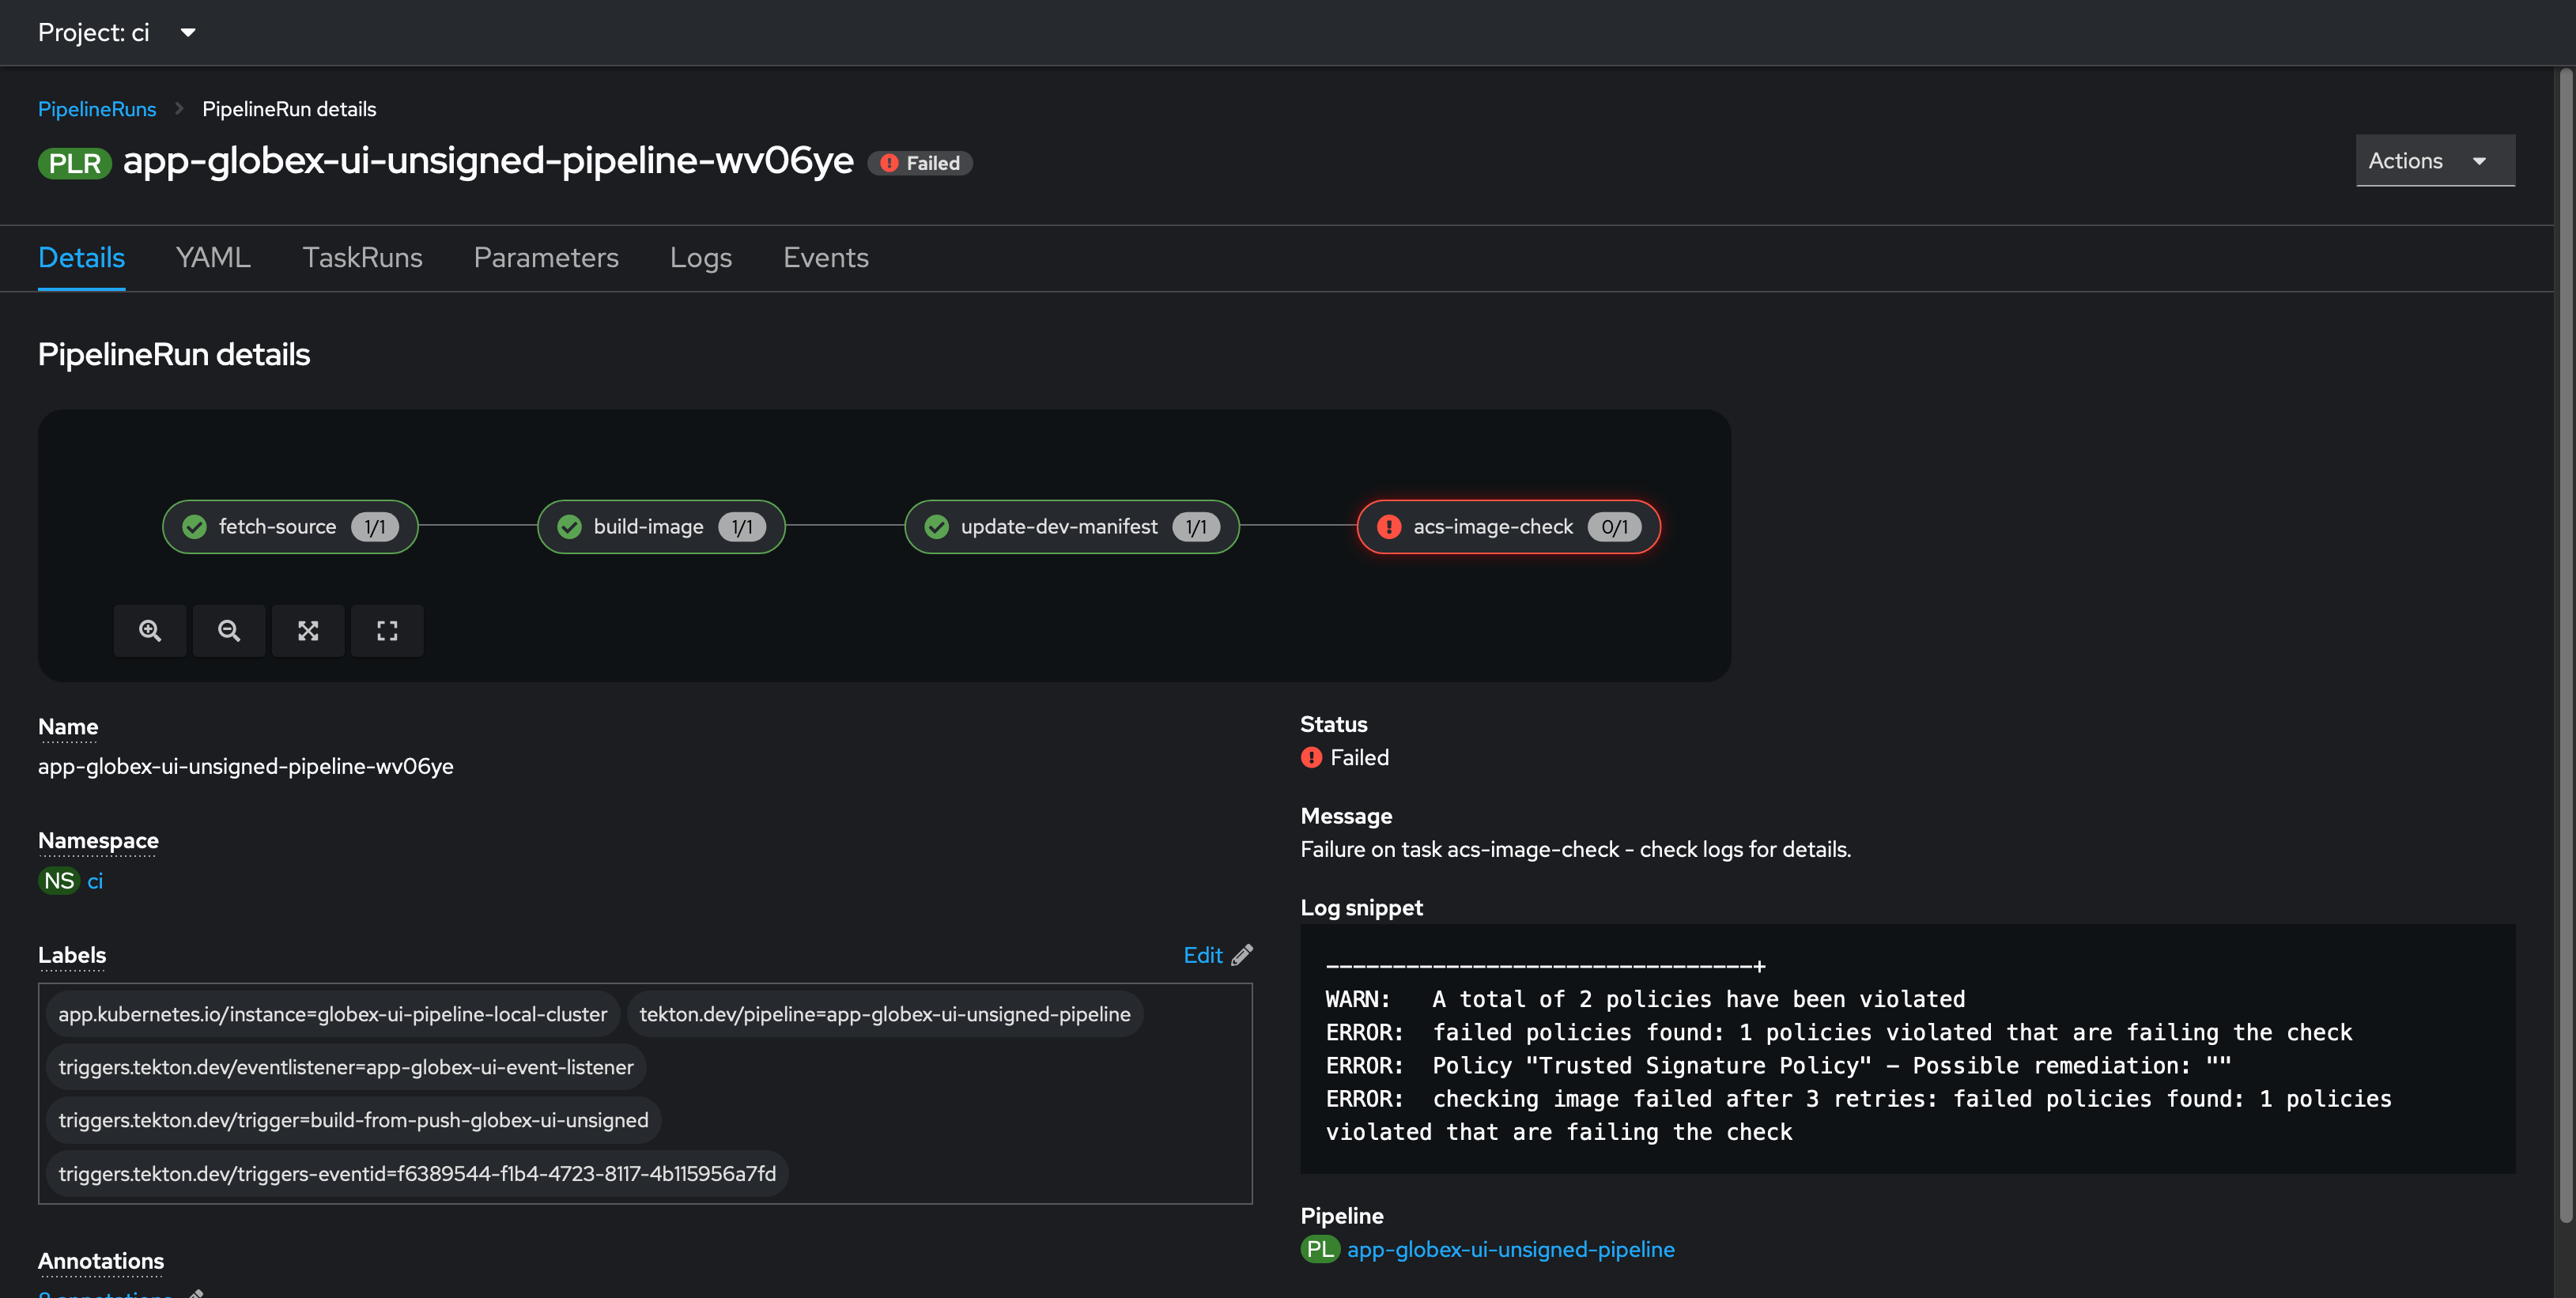 Project: ci
PipelineRuns > PipelineRun details
PLR app-globex-ui-unsigned-pipeline-wv06ye Failed
Actions
Details YAML TaskRuns Parameters Logs Events
PipelineRun details
fetch-source 1/1 build-image 1/1 update-dev-manifest 1/1 acs-image-check 0/1
Name
app-globex-ui-unsigned-pipeline-wv06ye
Namespace
NS ci
Labels Edit
app.kubernetes.io/instance=globex-ui-pipeline-local-cluster tekton.dev/pipeline=app-globex-ui-unsigned-pipeline
triggers.tekton.dev/eventlistener=app-globex-ui-event-listener
triggers.tekton.dev/trigger=build-from-push-globex-ui-unsigned
triggers.tekton.dev/triggers-eventid=f6389544-f1b4-4723-8117-4b115956a7fd
Annotations
Status
Failed
Message
Failure on task acs-image-check - check logs for details.
Log snippet
--------------------------------+
WARN:   A total of 2 policies have been violated
ERROR:  failed policies found: 1 policies violated that are failing the check
ERROR:  Policy "Trusted Signature Policy" - Possible remediation: ""
ERROR:  checking image failed after 3 retries: failed policies found: 1 policies
violated that are failing the check
Pipeline
PL app-globex-ui-unsigned-pipeline